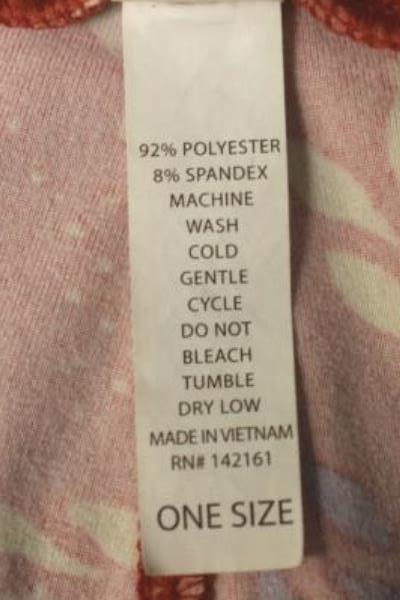 92% POLYESTER
8% SPANDEX
MACHINE
WASH
COLD
GENTLE
CYCLE
DO NOT
BLEACH
TUMBLE
DRY LOW
MADE IN VIETNAM
RN# 142161
ONE SIZE